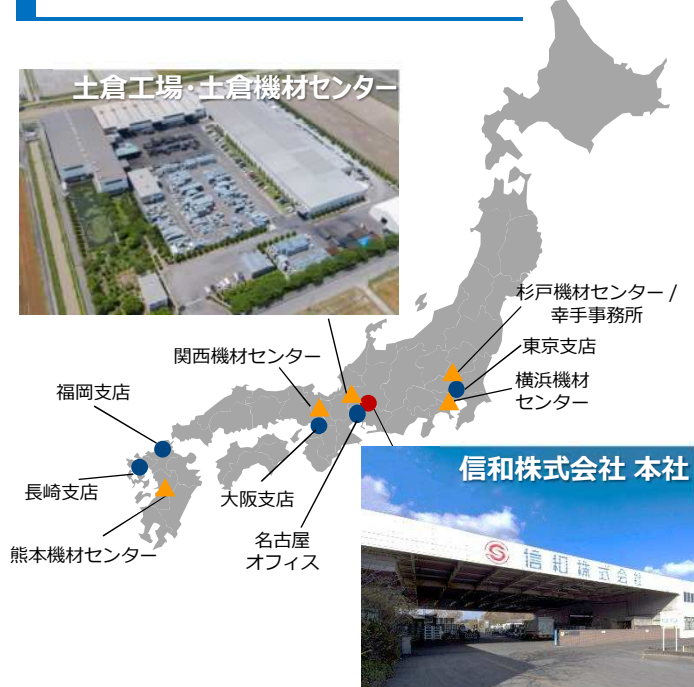 土倉工場・土倉機材センター
杉戸機材センター /
幸手事務所
東京支店
関西機材センター
横浜機材
センター
福岡支店
信和株式会社 本社
長崎支店
大阪支店
名古屋
オフィス
熊本機材センター
信和株式会社